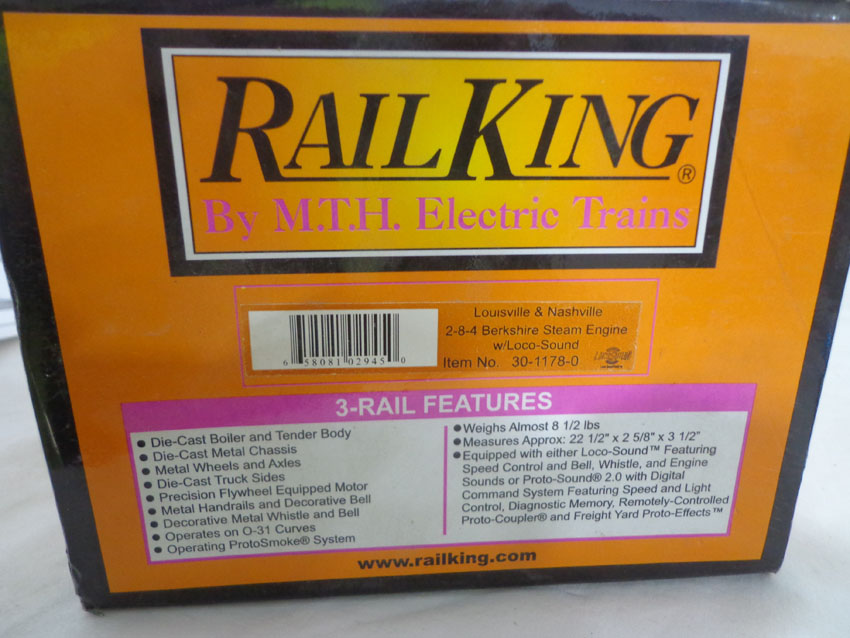 RAILKING®
By M.T.H. Electric Trains
Louisville & Nashville
2-8-4 Berkshire Steam Engine
w/Loco-Sound
Item No. 30-1178-0
6 58081 02945 0
3-RAIL FEATURES
• Die-Cast Boiler and Tender Body
• Die-Cast Metal Chassis
• Metal Wheels and Axles
• Die-Cast Truck Sides
• Precision Flywheel Equipped Motor
• Metal Handrails and Decorative Bell
• Decorative Metal Whistle and Bell
• Operates on O-31 Curves
• Operating ProtoSmoke® System
• Weighs Almost 8 1/2 lbs
• Measures Approx: 22 1/2" x 2 5/8" x 3 1/2"
• Equipped with either Loco-Sound™ Featuring
Speed Control and Bell, Whistle, and Engine
Sounds or Proto-Sound® 2.0 with Digital
Command System Featuring Speed and Light
Control, Diagnostic Memory, Remotely-Controlled
Proto-Coupler® and Freight Yard Proto-Effects™
www.railking.com